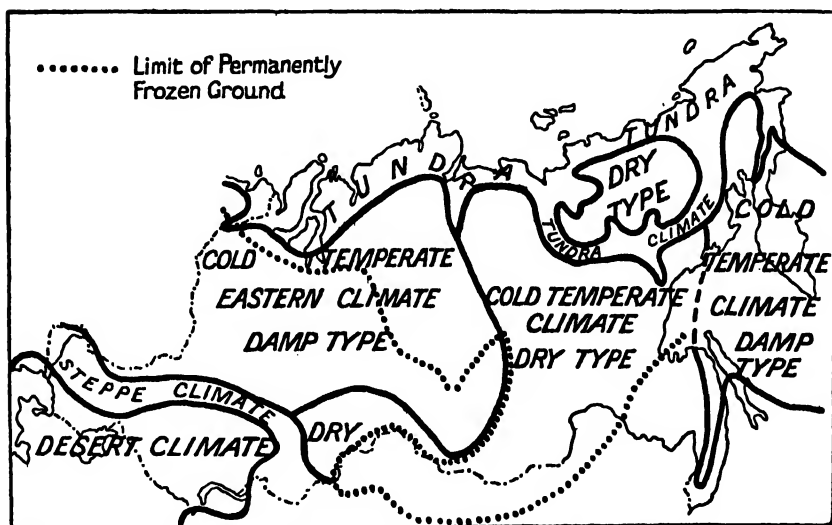 Limit of Permanently
Frozen Ground
TUNDRA
TUNDRA
DRY
TYPE
TUNDRA CLIMATE
COLD TEMPERATE
EASTERN CLIMATE
DAMP TYPE
COLD TEMPERATE
CLIMATE
DRY TYPE
COLD
TEMPERATE
CLIMATE
DAMP
TYPE
STEPPE CLIMATE
DESERT CLIMATE
DRY